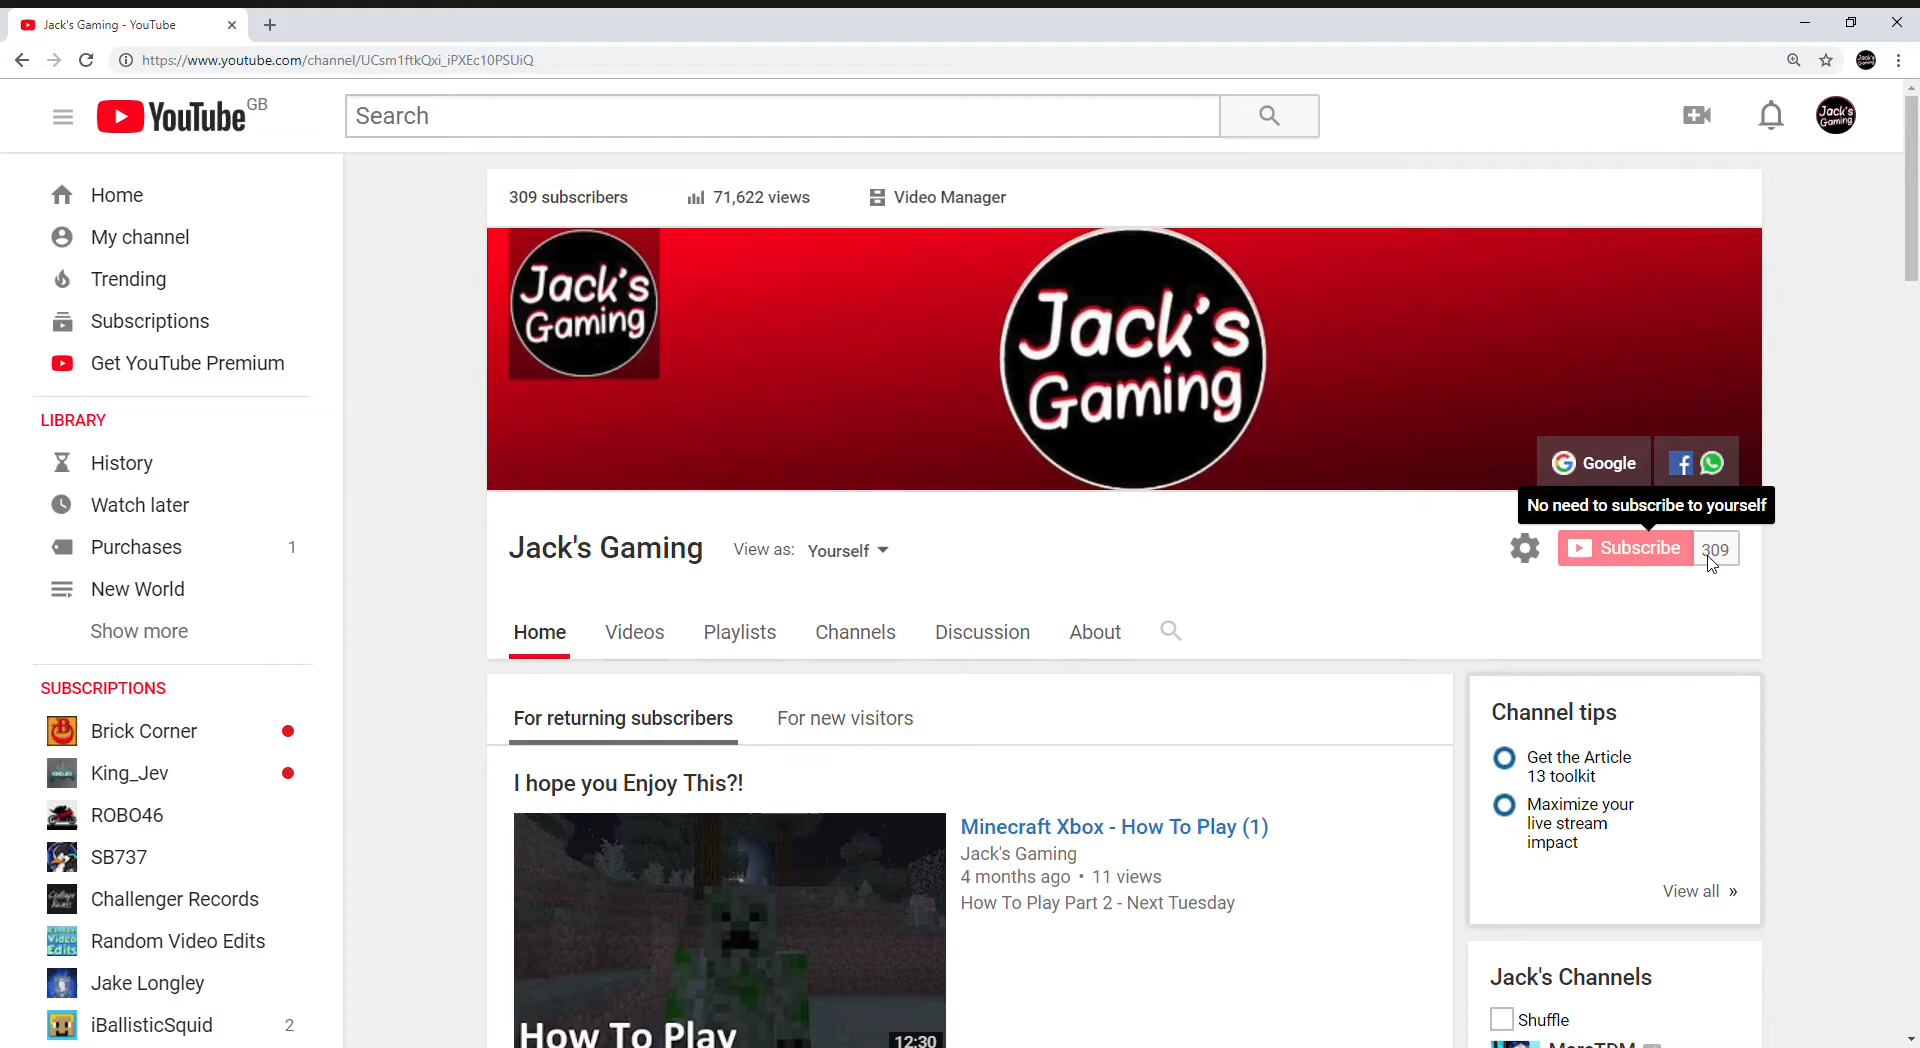 Jack's Gaming - YouTube
https://www.youtube.com/channel/UCsm1ftkQxi_iPXEc10PSUiQ
YouTube GB
Search
Jack's
Gaming
Home
My channel
Trending
Subscriptions
Get YouTube Premium
LIBRARY
History
Watch later
Purchases 1
New World
Show more
SUBSCRIPTIONS
Brick Corner
King_Jev
ROBO46
SB737
Challenger Records
Random Video Edits
Jake Longley
iBallisticSquid 2
309 subscribers 71,622 views Video Manager
Jack's
Gaming
Jack's
Gaming
Google
No need to subscribe to yourself
Jack's Gaming View as: Yourself
Subscribe 309
Home Videos Playlists Channels Discussion About
For returning subscribers For new visitors
I hope you Enjoy This?!
How To Play
12:30
Minecraft Xbox - How To Play (1)
Jack's Gaming
4 months ago • 11 views
How To Play Part 2 - Next Tuesday
Channel tips
Get the Article
13 toolkit
Maximize your
live stream
impact
View all »
Jack's Channels
Shuffle